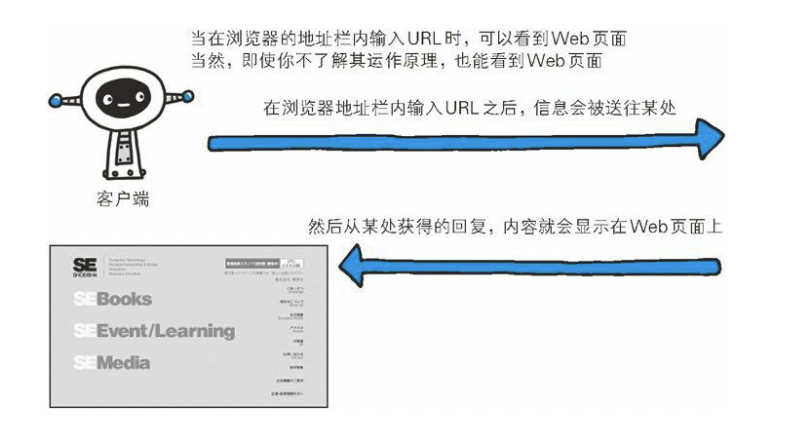 当在浏览器的地址栏内输入URL时，可以看到Web页面
当然，即使你不了解其运作原理，也能看到Web页面
在浏览器地址栏内输入URL之后，信息会被送往某处
客户端
然后从某处获得的回复，内容就会显示在Web页面上
SE
SHOEISHA
SEBooks
SEEvent/Learning
SEMedia